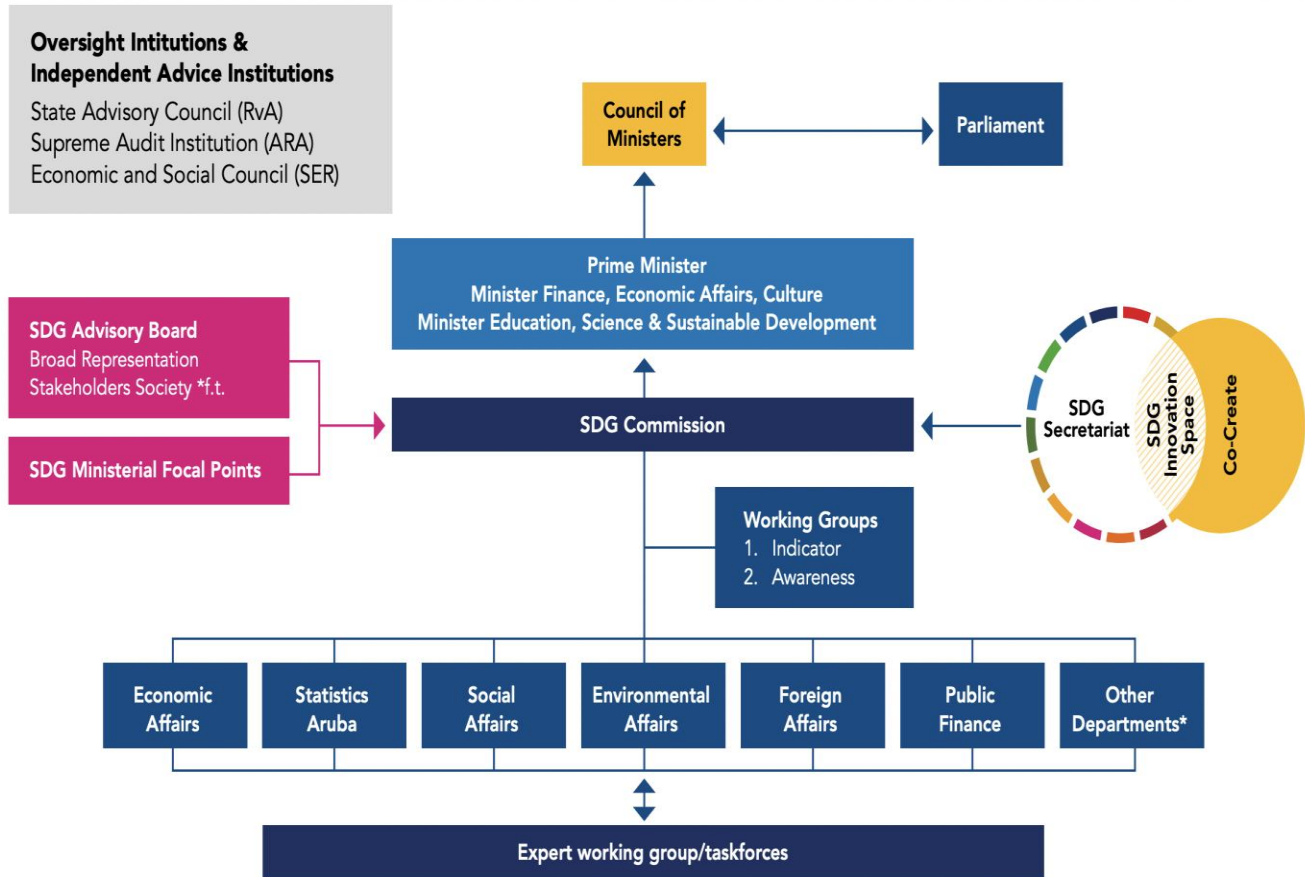 Oversight Intitutions &
Independent Advice Institutions
State Advisory Council (RvA)
Supreme Audit Institution (ARA)
Economic and Social Council (SER)
Council of
Ministers
Parliament
Prime Minister
Minister Finance, Economic Affairs, Culture
Minister Education, Science & Sustainable Development
SDG Advisory Board
Broad Representation
Stakeholders Society *f.t.
SDG Ministerial Focal Points
SDG Commission
SDG
Secretariat
SDG
Innovation
Space
Co-Create
Working Groups
1. Indicator
2. Awareness
Economic
Affairs
Statistics
Aruba
Social
Affairs
Environmental
Affairs
Foreign
Affairs
Public
Finance
Other
Departments*
Expert working group/taskforces